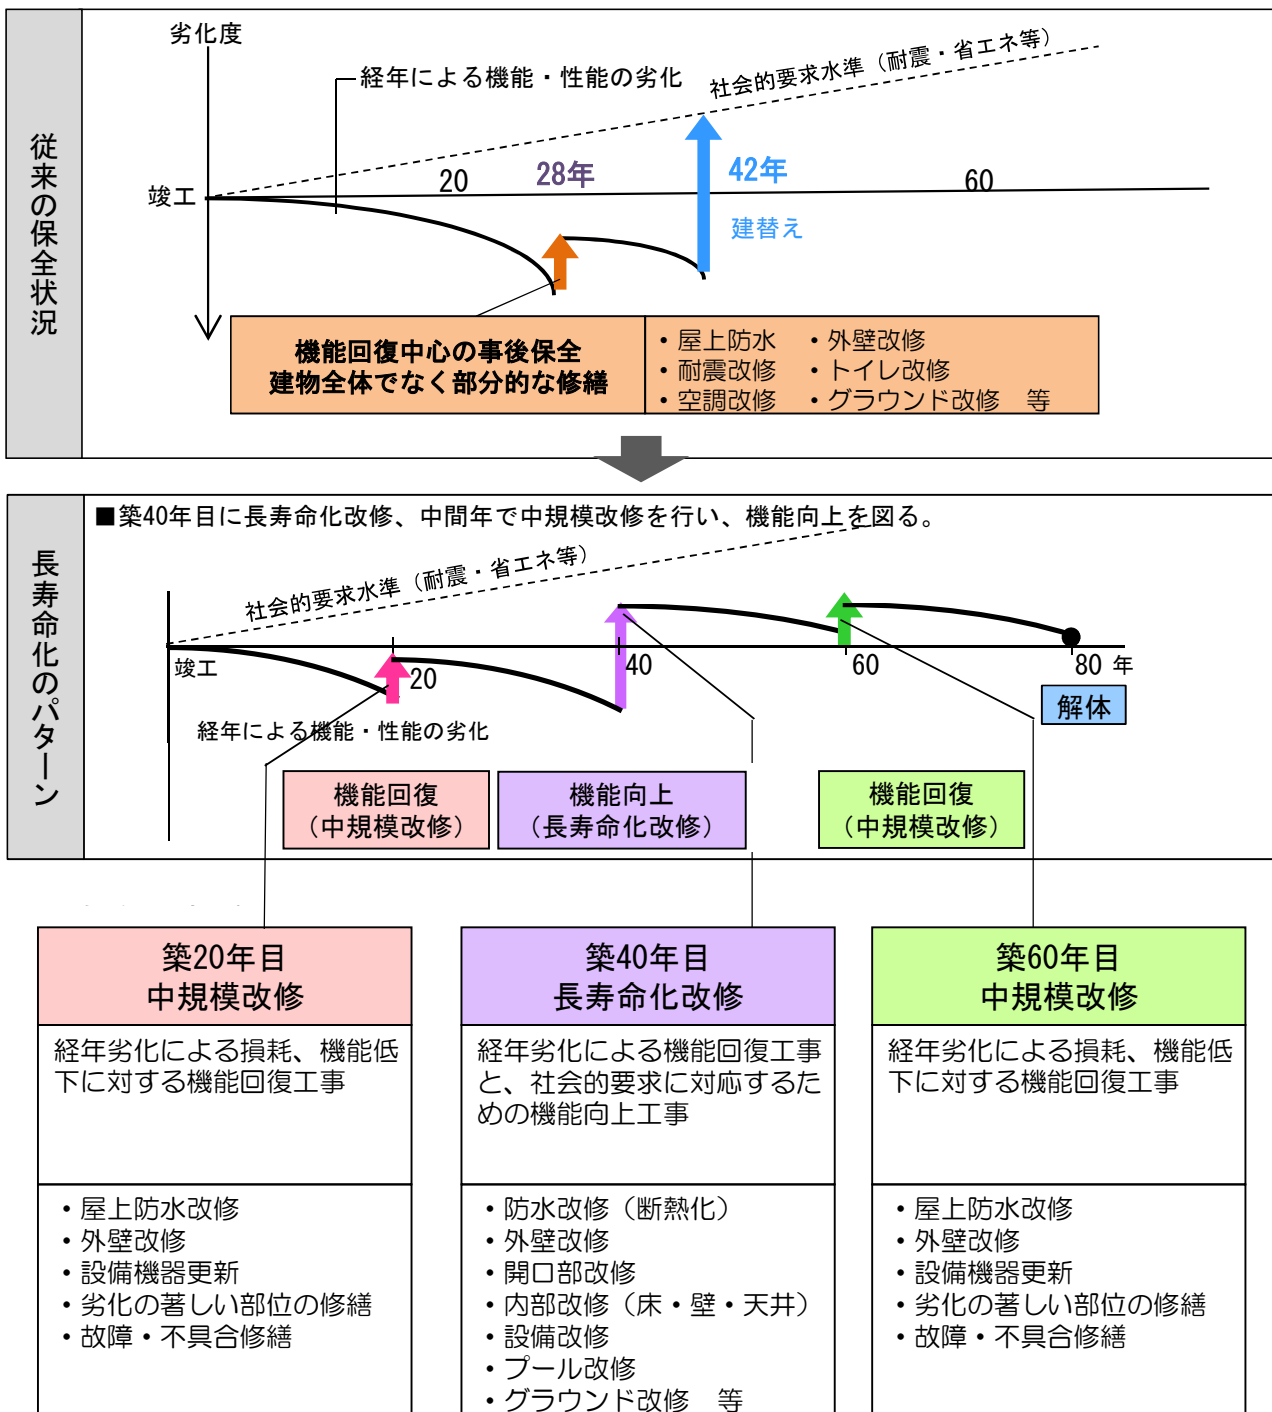 従来の保全状況
劣化度
経年による機能・性能の劣化
社会的要求水準（耐震・省エネ等）
竣工
20
28年
42年
60
建替え
機能回復中心の事後保全
建物全体でなく部分的な修繕
・屋上防水　・外壁改修
・耐震改修　・トイレ改修
・空調改修　・グラウンド改修　等
長寿命化のパターン
■築40年目に長寿命化改修、中間年で中規模改修を行い、機能向上を図る。
社会的要求水準（耐震・省エネ等）
竣工
20
40
60
80 年
解体
経年による機能・性能の劣化
機能回復
（中規模改修）
機能向上
（長寿命化改修）
機能回復
（中規模改修）
築20年目
中規模改修
経年劣化による損耗、機能低
下に対する機能回復工事
・屋上防水改修
・外壁改修
・設備機器更新
・劣化の著しい部位の修繕
・故障・不具合修繕
築40年目
長寿命化改修
経年劣化による機能回復工事
と、社会的要求に対応するた
めの機能向上工事
・防水改修（断熱化）
・外壁改修
・開口部改修
・内部改修（床・壁・天井）
・設備改修
・プール改修
・グラウンド改修　等
築60年目
中規模改修
経年劣化による損耗、機能低
下に対する機能回復工事
・屋上防水改修
・外壁改修
・設備機器更新
・劣化の著しい部位の修繕
・故障・不具合修繕